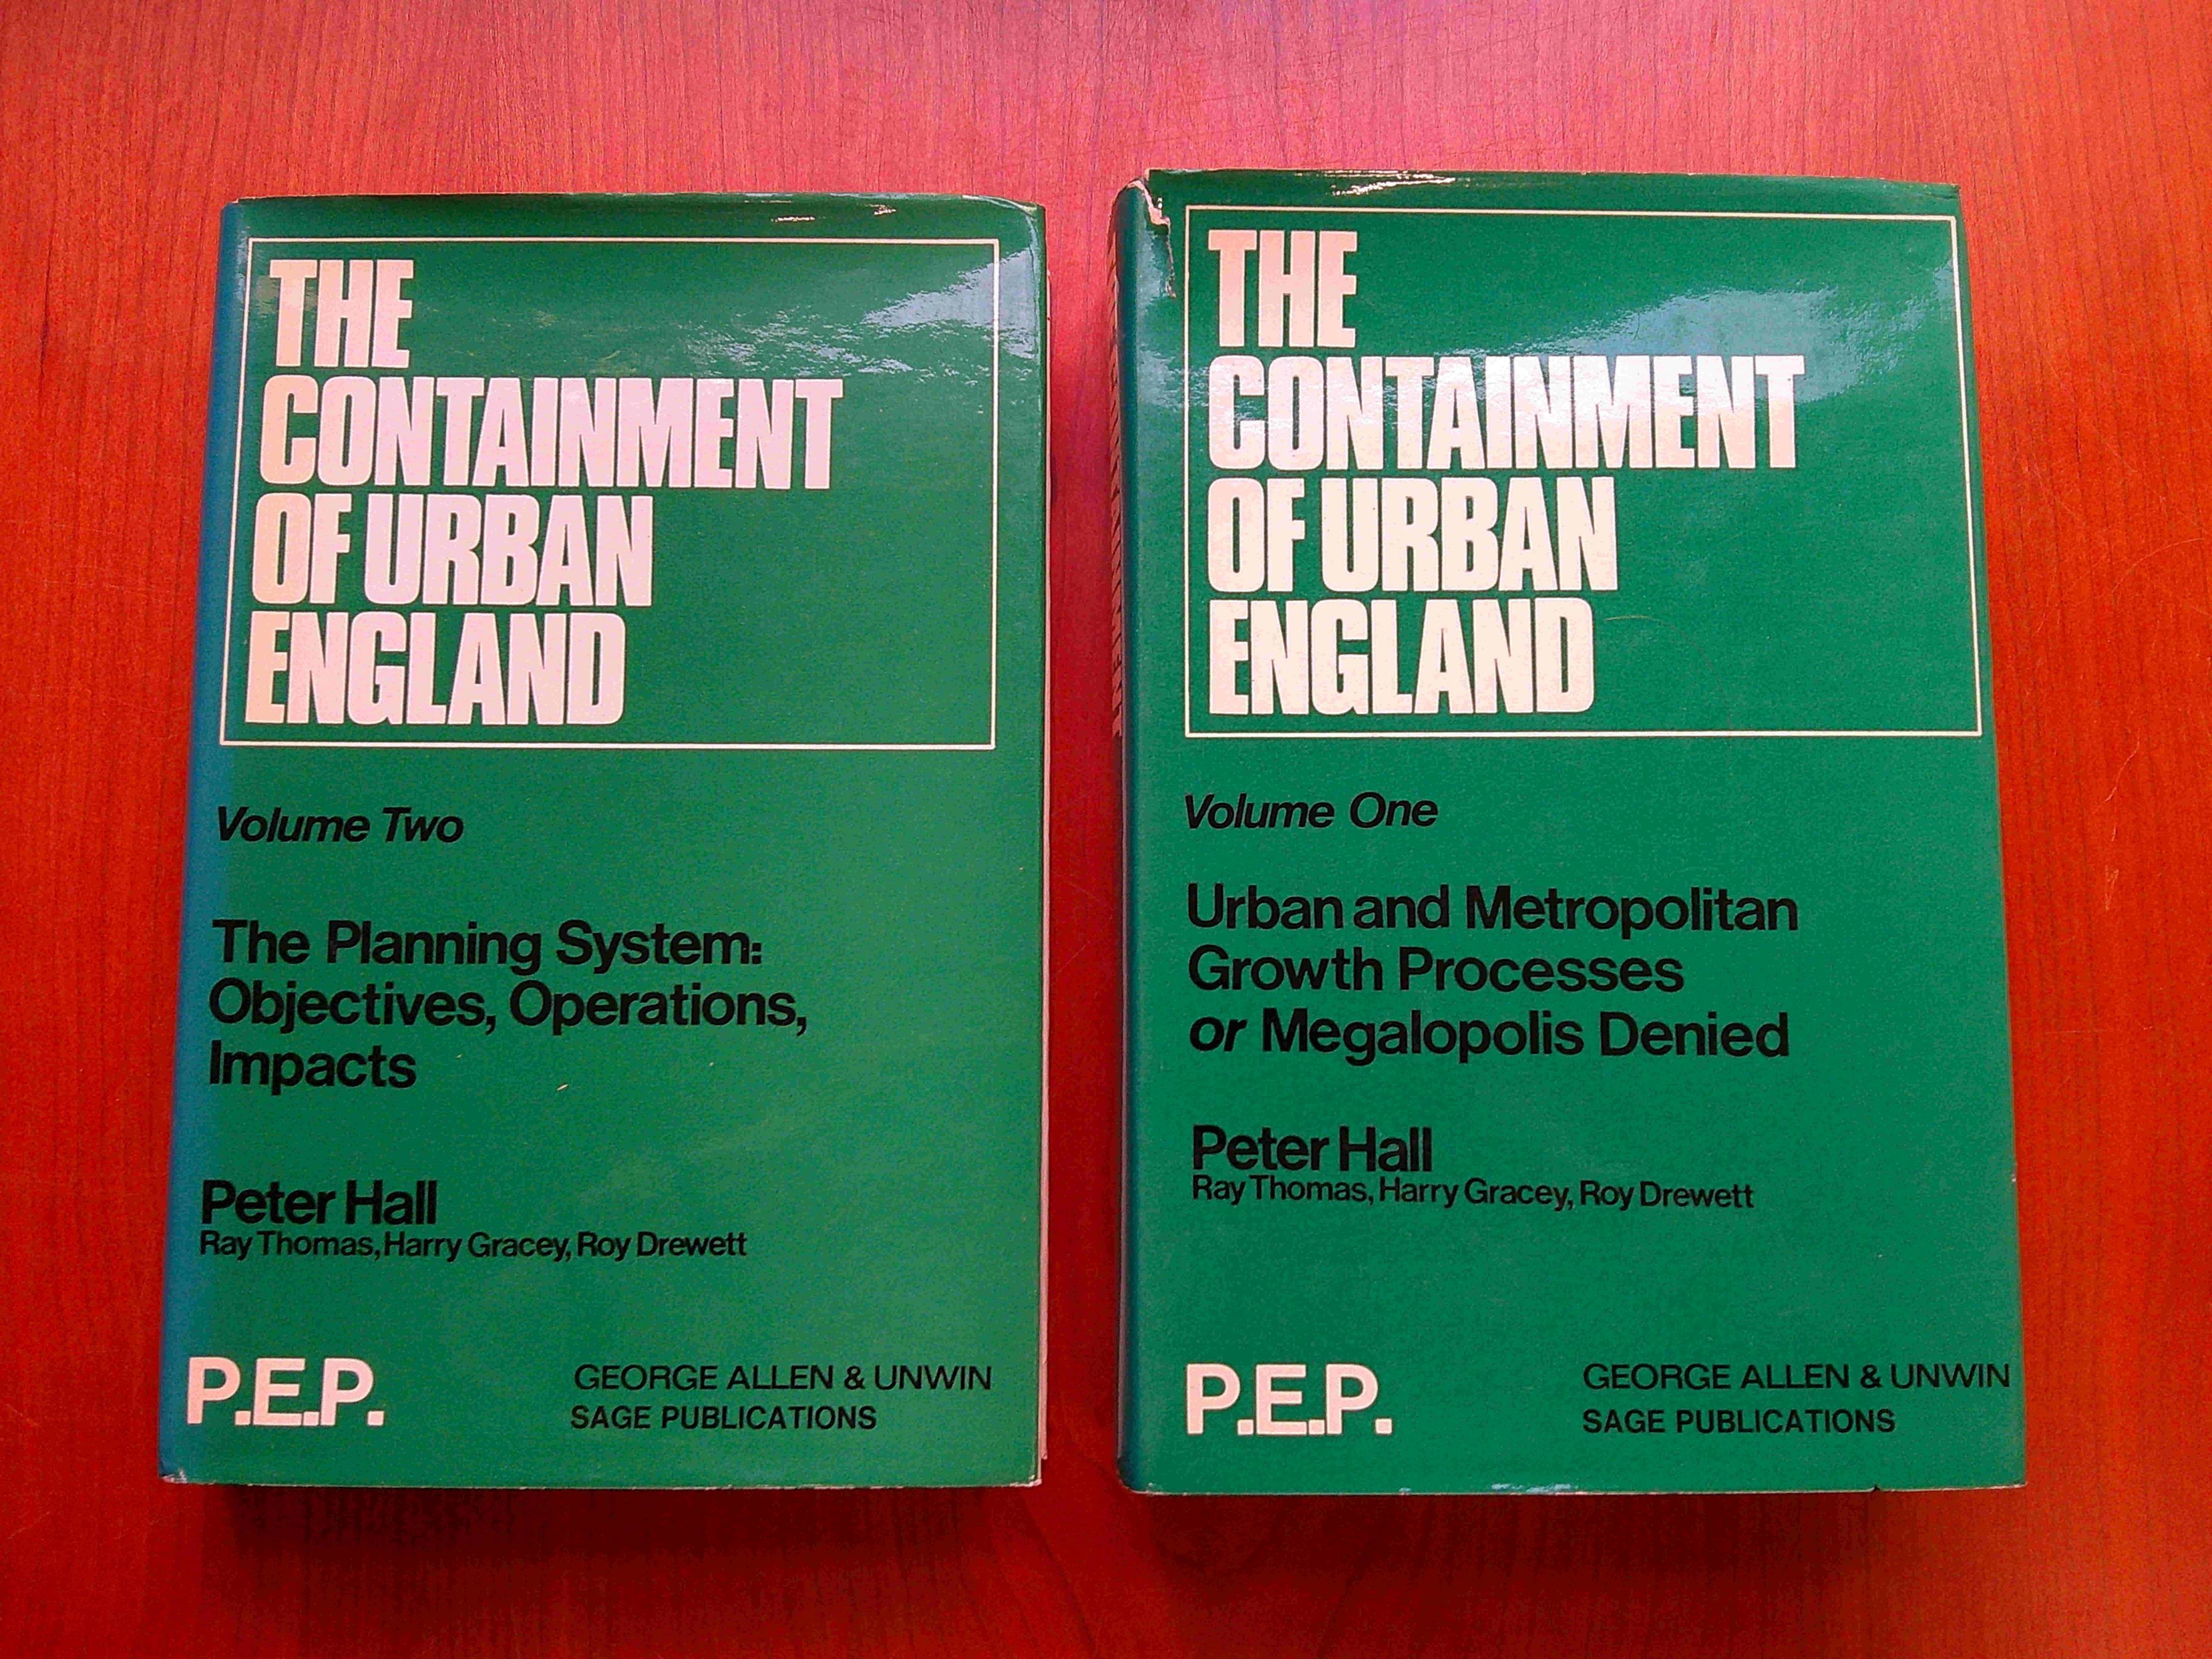 THE
CONTAINMENT
OF URBAN
ENGLAND
Volume Two
The Planning System:
Objectives, Operations,
Impacts
Peter Hall
Ray Thomas, Harry Gracey, Roy Drewett
P.E.P.
GEORGE ALLEN & UNWIN
SAGE PUBLICATIONS
THE
CONTAINMENT
OF URBAN
ENGLAND
Volume One
Urban and Metropolitan
Growth Processes
or Megalopolis Denied
Peter Hall
Ray Thomas, Harry Gracey, Roy Drewett
P.E.P.
GEORGE ALLEN & UNWIN
SAGE PUBLICATIONS